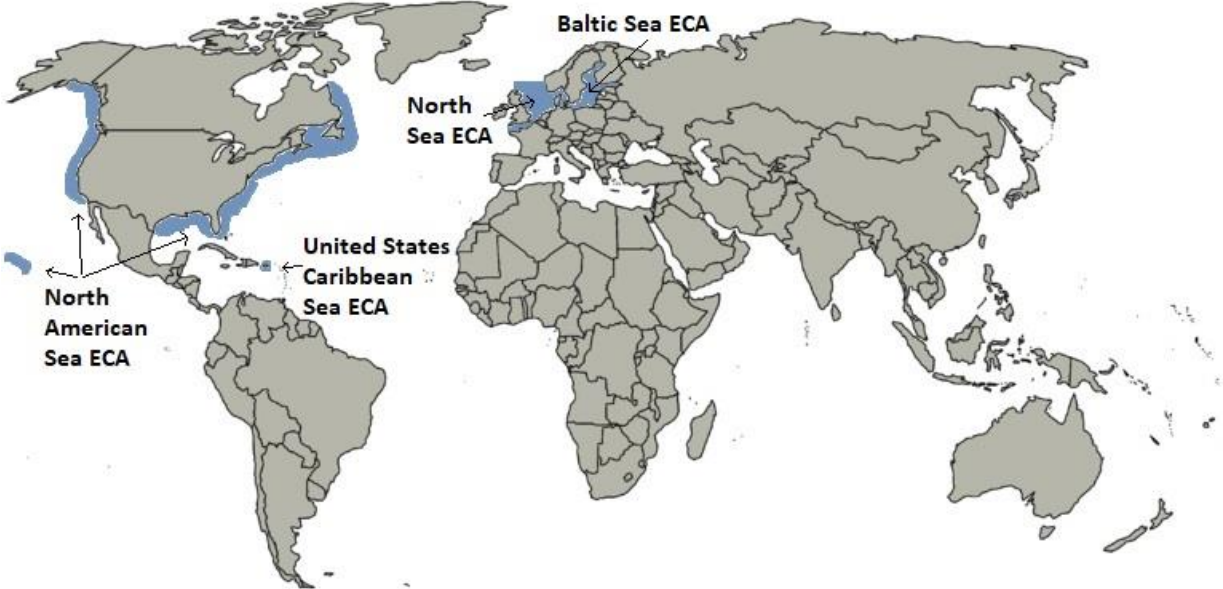 Baltic Sea ECA
North
Sea ECA
United States
Caribbean
Sea ECA
North
American
Sea ECA